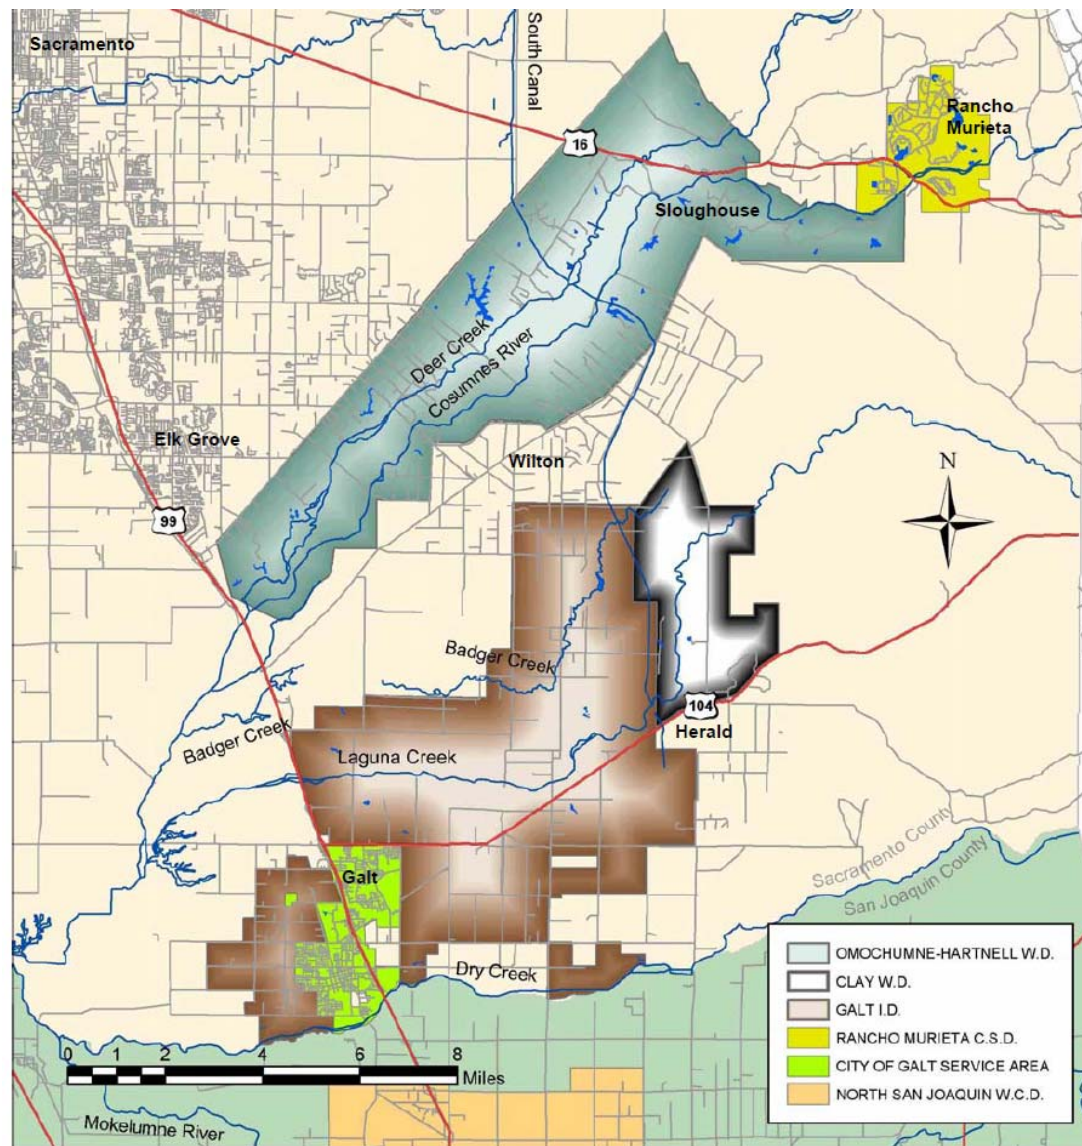 Sacramento
South Canal
16
Rancho
Murieta
Sloughhouse
Deer Creek
Cosumnes River
Elk Grove
Wilton
99
N
Badger Creek
104
Herald
Badger Creek
Laguna Creek
Sacramento County
San Joaquin County
Galt
Dry Creek
OMOCHUMNE-HARTNELL W.D.
CLAY W.D.
GALT I.D.
RANCHO MURIETA C.S.D.
CITY OF GALT SERVICE AREA
NORTH SAN JOAQUIN W.C.D.
0 1 2 4 6 8
Miles
Mokelumne River